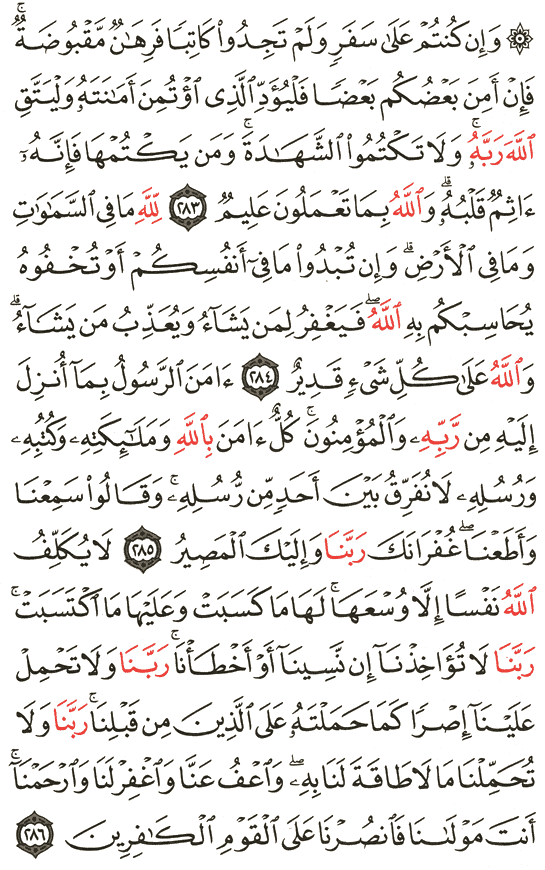 ۞ وَإِن كُنتُمْ عَلَىٰ سَفَرٍ وَلَمْ تَجِدُوا۟ كَاتِبًا فَرِهَٰنٌ مَّقْبُوضَةٌ ۖ
فَإِنْ أَمِنَ بَعْضُكُم بَعْضًا فَلْيُؤَدِّ ٱلَّذِى ٱؤْتُمِنَ أَمَٰنَتَهُۥ وَلْيَتَّقِ
ٱللَّهَ رَبَّهُۥ ۗ وَلَا تَكْتُمُوا۟ ٱلشَّهَٰدَةَ ۚ وَمَن يَكْتُمْهَا فَإِنَّهُۥٓ
ءَاثِمٌ قَلْبُهُۥ ۗ وَٱللَّهُ بِمَا تَعْمَلُونَ عَلِيمٌ ٢٨٣ لِّلَّهِ مَا فِى ٱلسَّمَٰوَٰتِ
وَمَا فِى ٱلْأَرْضِ ۗ وَإِن تُبْدُوا۟ مَا فِىٓ أَنفُسِكُمْ أَوْ تُخْفُوهُ
يُحَاسِبْكُم بِهِ ٱللَّهُ ۖ فَيَغْفِرُ لِمَن يَشَآءُ وَيُعَذِّبُ مَن يَشَآءُ ۗ
وَٱللَّهُ عَلَىٰ كُلِّ شَىْءٍ قَدِيرٌ ٢٨٤ ءَامَنَ ٱلرَّسُولُ بِمَآ أُنزِلَ
إِلَيْهِ مِن رَّبِّهِۦ وَٱلْمُؤْمِنُونَ ۚ كُلٌّ ءَامَنَ بِٱللَّهِ وَمَلَٰٓئِكَتِهِۦ وَكُتُبِهِۦ
وَرُسُلِهِۦ لَا نُفَرِّقُ بَيْنَ أَحَدٍ مِّن رُّسُلِهِۦ ۚ وَقَالُوا۟ سَمِعْنَا
وَأَطَعْنَا ۖ غُفْرَانَكَ رَبَّنَا وَإِلَيْكَ ٱلْمَصِيرُ ٢٨٥ لَا يُكَلِّفُ
ٱللَّهُ نَفْسًا إِلَّا وُسْعَهَا ۚ لَهَا مَا كَسَبَتْ وَعَلَيْهَا مَا ٱكْتَسَبَتْ ۗ
رَبَّنَا لَا تُؤَاخِذْنَآ إِن نَّسِينَآ أَوْ أَخْطَأْنَا ۚ رَبَّنَا وَلَا تَحْمِلْ
عَلَيْنَآ إِصْرًا كَمَا حَمَلْتَهُۥ عَلَى ٱلَّذِينَ مِن قَبْلِنَا ۚ رَبَّنَا وَلَا
تُحَمِّلْنَا مَا لَا طَاقَةَ لَنَا بِهِۦ ۖ وَٱعْفُ عَنَّا وَٱغْفِرْ لَنَا وَٱرْحَمْنَآ ۚ
أَنتَ مَوْلَىٰنَا فَٱنصُرْنَا عَلَى ٱلْقَوْمِ ٱلْكَٰفِرِينَ ٢٨٦